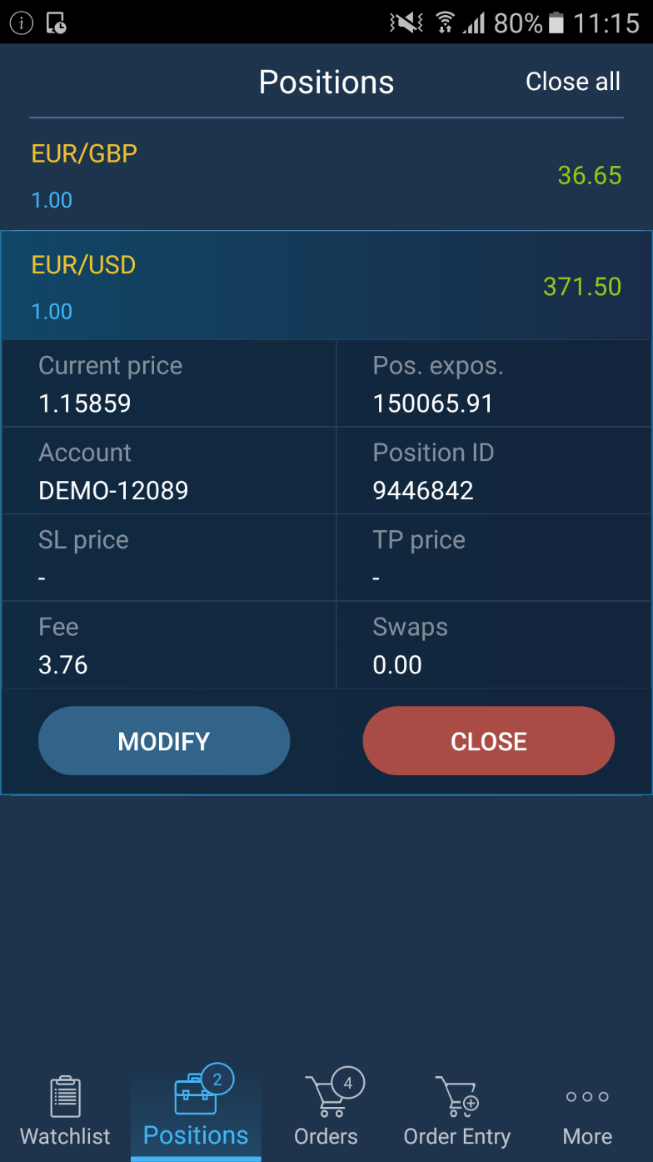 80% 11:15
Positions Close all
EUR/GBP
36.65
1.00
EUR/USD
371.50
1.00
Current price Pos. expos.
1.15859 150065.91
Account Position ID
DEMO-12089 9446842
SL price TP price
- -
Fee Swaps
3.76 0.00
MODIFY CLOSE
2 4
Watchlist Positions Orders Order Entry More